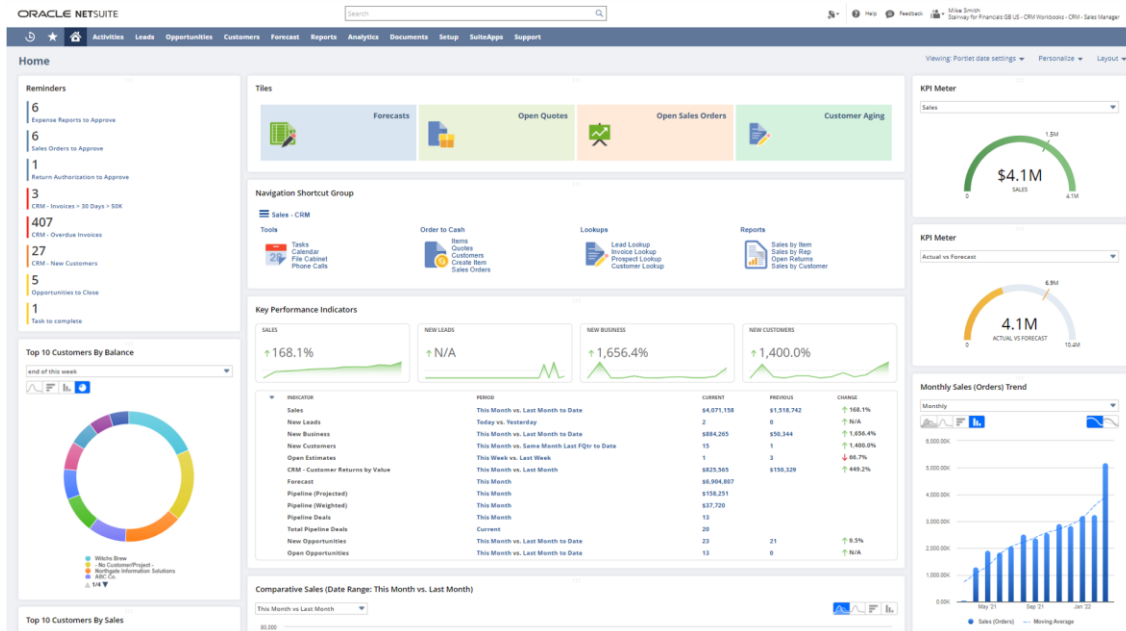 ORACLE NETSUITE
Search
Help
Feedback
Mike Smith
Stairway for Financials GB US - CRM Workbooks - CRM - Sales Manager
Activities Leads Opportunities Customers Forecast Reports Analytics Documents Setup SuiteApps Support
Home
Viewing: Portlet date settings
Personalize
Layout
Reminders
6
Expense Reports to Approve
6
Sales Orders to Approve
1
Return Authorization to Approve
3
CRM - Invoices > 30 Days > 50K
407
CRM - Overdue Invoices
27
CRM - New Customers
5
Opportunities to Close
1
Task to complete
Top 10 Customers By Balance
end of this week
Witchs Brew
- No Customer/Project -
Northgate Information Solutions
ABC Co
1/4
Top 10 Customers By Sales
Tiles
Forecasts
Open Quotes
Open Sales Orders
Customer Aging
Navigation Shortcut Group
Sales - CRM
Tools
28
Tasks
Calendar
File Cabinet
Phone Calls
Order to Cash
Items
Quotes
Customers
Create Item
Sales Orders
Lookups
Lead Lookup
Invoice Lookup
Prospect Lookup
Customer Lookup
Reports
Sales by Item
Sales by Rep
Open Returns
Sales by Customer
Key Performance Indicators
SALES
168.1%
NEW LEADS
N/A
NEW BUSINESS
1,656.4%
NEW CUSTOMERS
1,400.0%
INDICATOR PERIOD CURRENT PREVIOUS CHANGE
Sales This Month vs. Last Month to Date $4,071,158 $1,518,742 168.1%
New Leads Today vs. Yesterday 2 0 N/A
New Business This Month vs. Last Month to Date $884,265 $50,344 1,656.4%
New Customers This Month vs. Same Month Last FQtr to Date 15 1 1,400.0%
Open Estimates This Week vs. Last Week 1 3 66.7%
CRM - Customer Returns by Value This Month vs. Last Month $825,565 $150,329 449.2%
Forecast This Month $6,904,807
Pipeline (Projected) This Month $158,251
Pipeline (Weighted) This Month $37,720
Pipeline Deals This Month 13
Total Pipeline Deals Current 20
New Opportunities This Month vs. Last Month to Date 23 21 9.5%
Open Opportunities This Month vs. Last Month to Date 13 0 N/A
Comparative Sales (Date Range: This Month vs. Last Month)
This Month vs Last Month
80,000
KPI Meter
Sales
1.5M
$4.1M
SALES
0
4.1M
KPI Meter
Actual vs Forecast
6.9M
4.1M
ACTUAL VS FORECAST
0
10.4M
Monthly Sales (Orders) Trend
Monthly
6,000.00K
5,000.00K
4,000.00K
3,000.00K
2,000.00K
1,000.00K
0.00K
May '21
Sep '21
Jan '22
Sales (Orders)
Moving Average